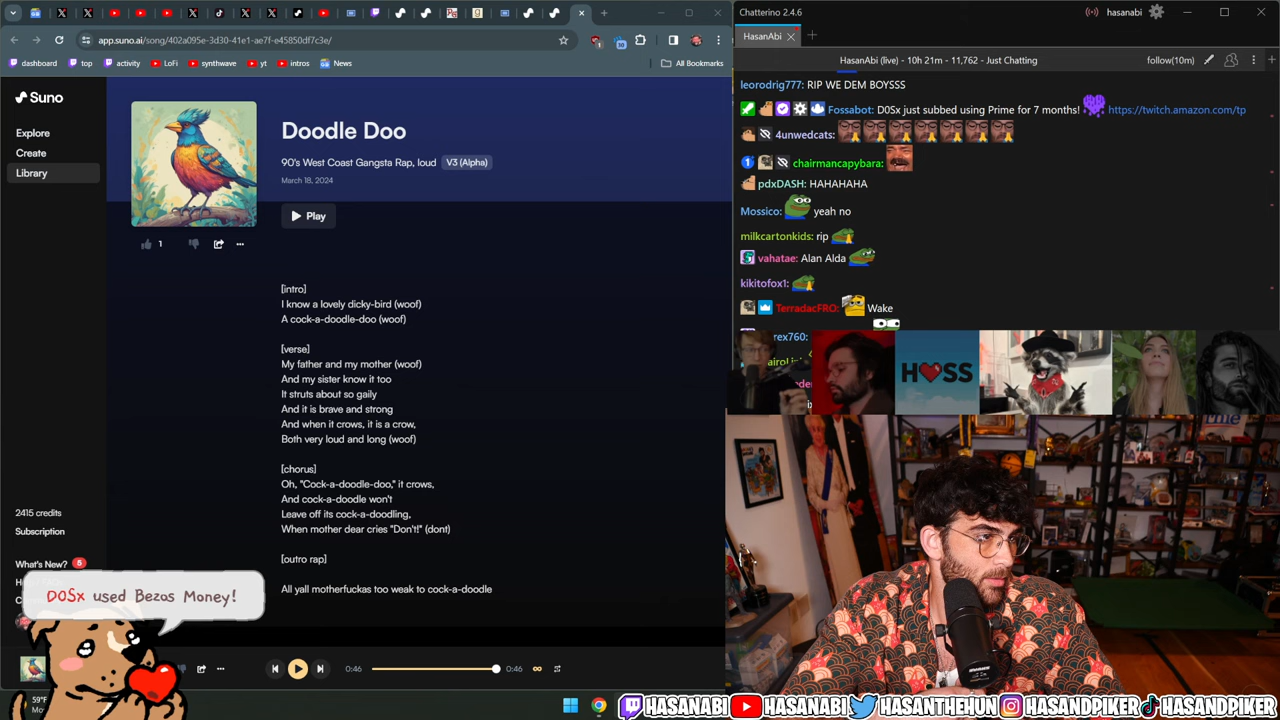 Chatterino 2.4.6
hasanabi
app.suno.ai/song/402a095e-3d30-41e1-ae7f-e45850df7c3e/
HasanAbi
dashboard
top
activity
LoFi
synthwave
yt
intros
News
All Bookmarks
HasanAbi (live) - 10h 21m - 11,762 - Just Chatting
follow(10m)
Suno
Explore
Create
Library
Doodle Doo
90's West Coast Gangsta Rap, loud
V3 (Alpha)
March 18, 2024
Play
1
[intro]
I know a lovely dicky-bird (woof)
A cock-a-doodle-doo (woof)
[verse]
My father and my mother (woof)
And my sister know it too
It struts about so gaily
And it is brave and strong
And when it crows, it is a crow,
Both very loud and long (woof)
[chorus]
Oh, "Cock-a-doodle-doo," it crows,
And cock-a-doodle won't
Leave off its cock-a-doodling,
When mother dear cries "Don't!" (dont)
[outro rap]
All yall motherfuckas too weak to cock-a-doodle
2415 credits
Subscription
What's New?
5
D0Sx used Bezos Money!
0:46
0:46
59°F
leorodrig777: RIP WE DEM BOYSSS
Fossabot: D0Sx just subbed using Prime for 7 months! https://twitch.amazon.com/tp
4unwedcats:
chairmancapybara:
pdxDASH: HAHAHAHA
Mossico: yeah no
milkcartonkids: rip
vahatae: Alan Alda
kikitofox1:
TerradacFRO: Wake
rex760:
HOSS
HASANABI
HASANABI
HASANTHEHUN
HASANDPIKER
HASANDPIKER